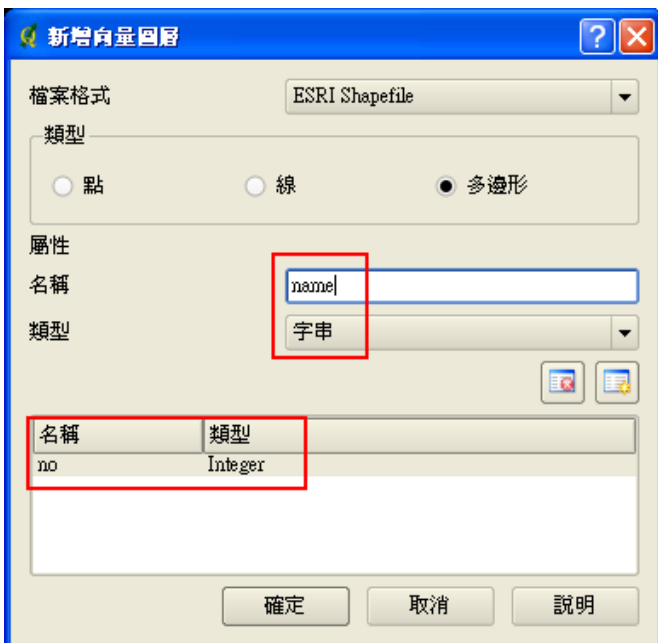 新增向量圖層
檔案格式 ESRI Shapefile
類型
點 線 多邊形
屬性
名稱 name
類型 字串
名稱 類型
no Integer
確定 取消 說明